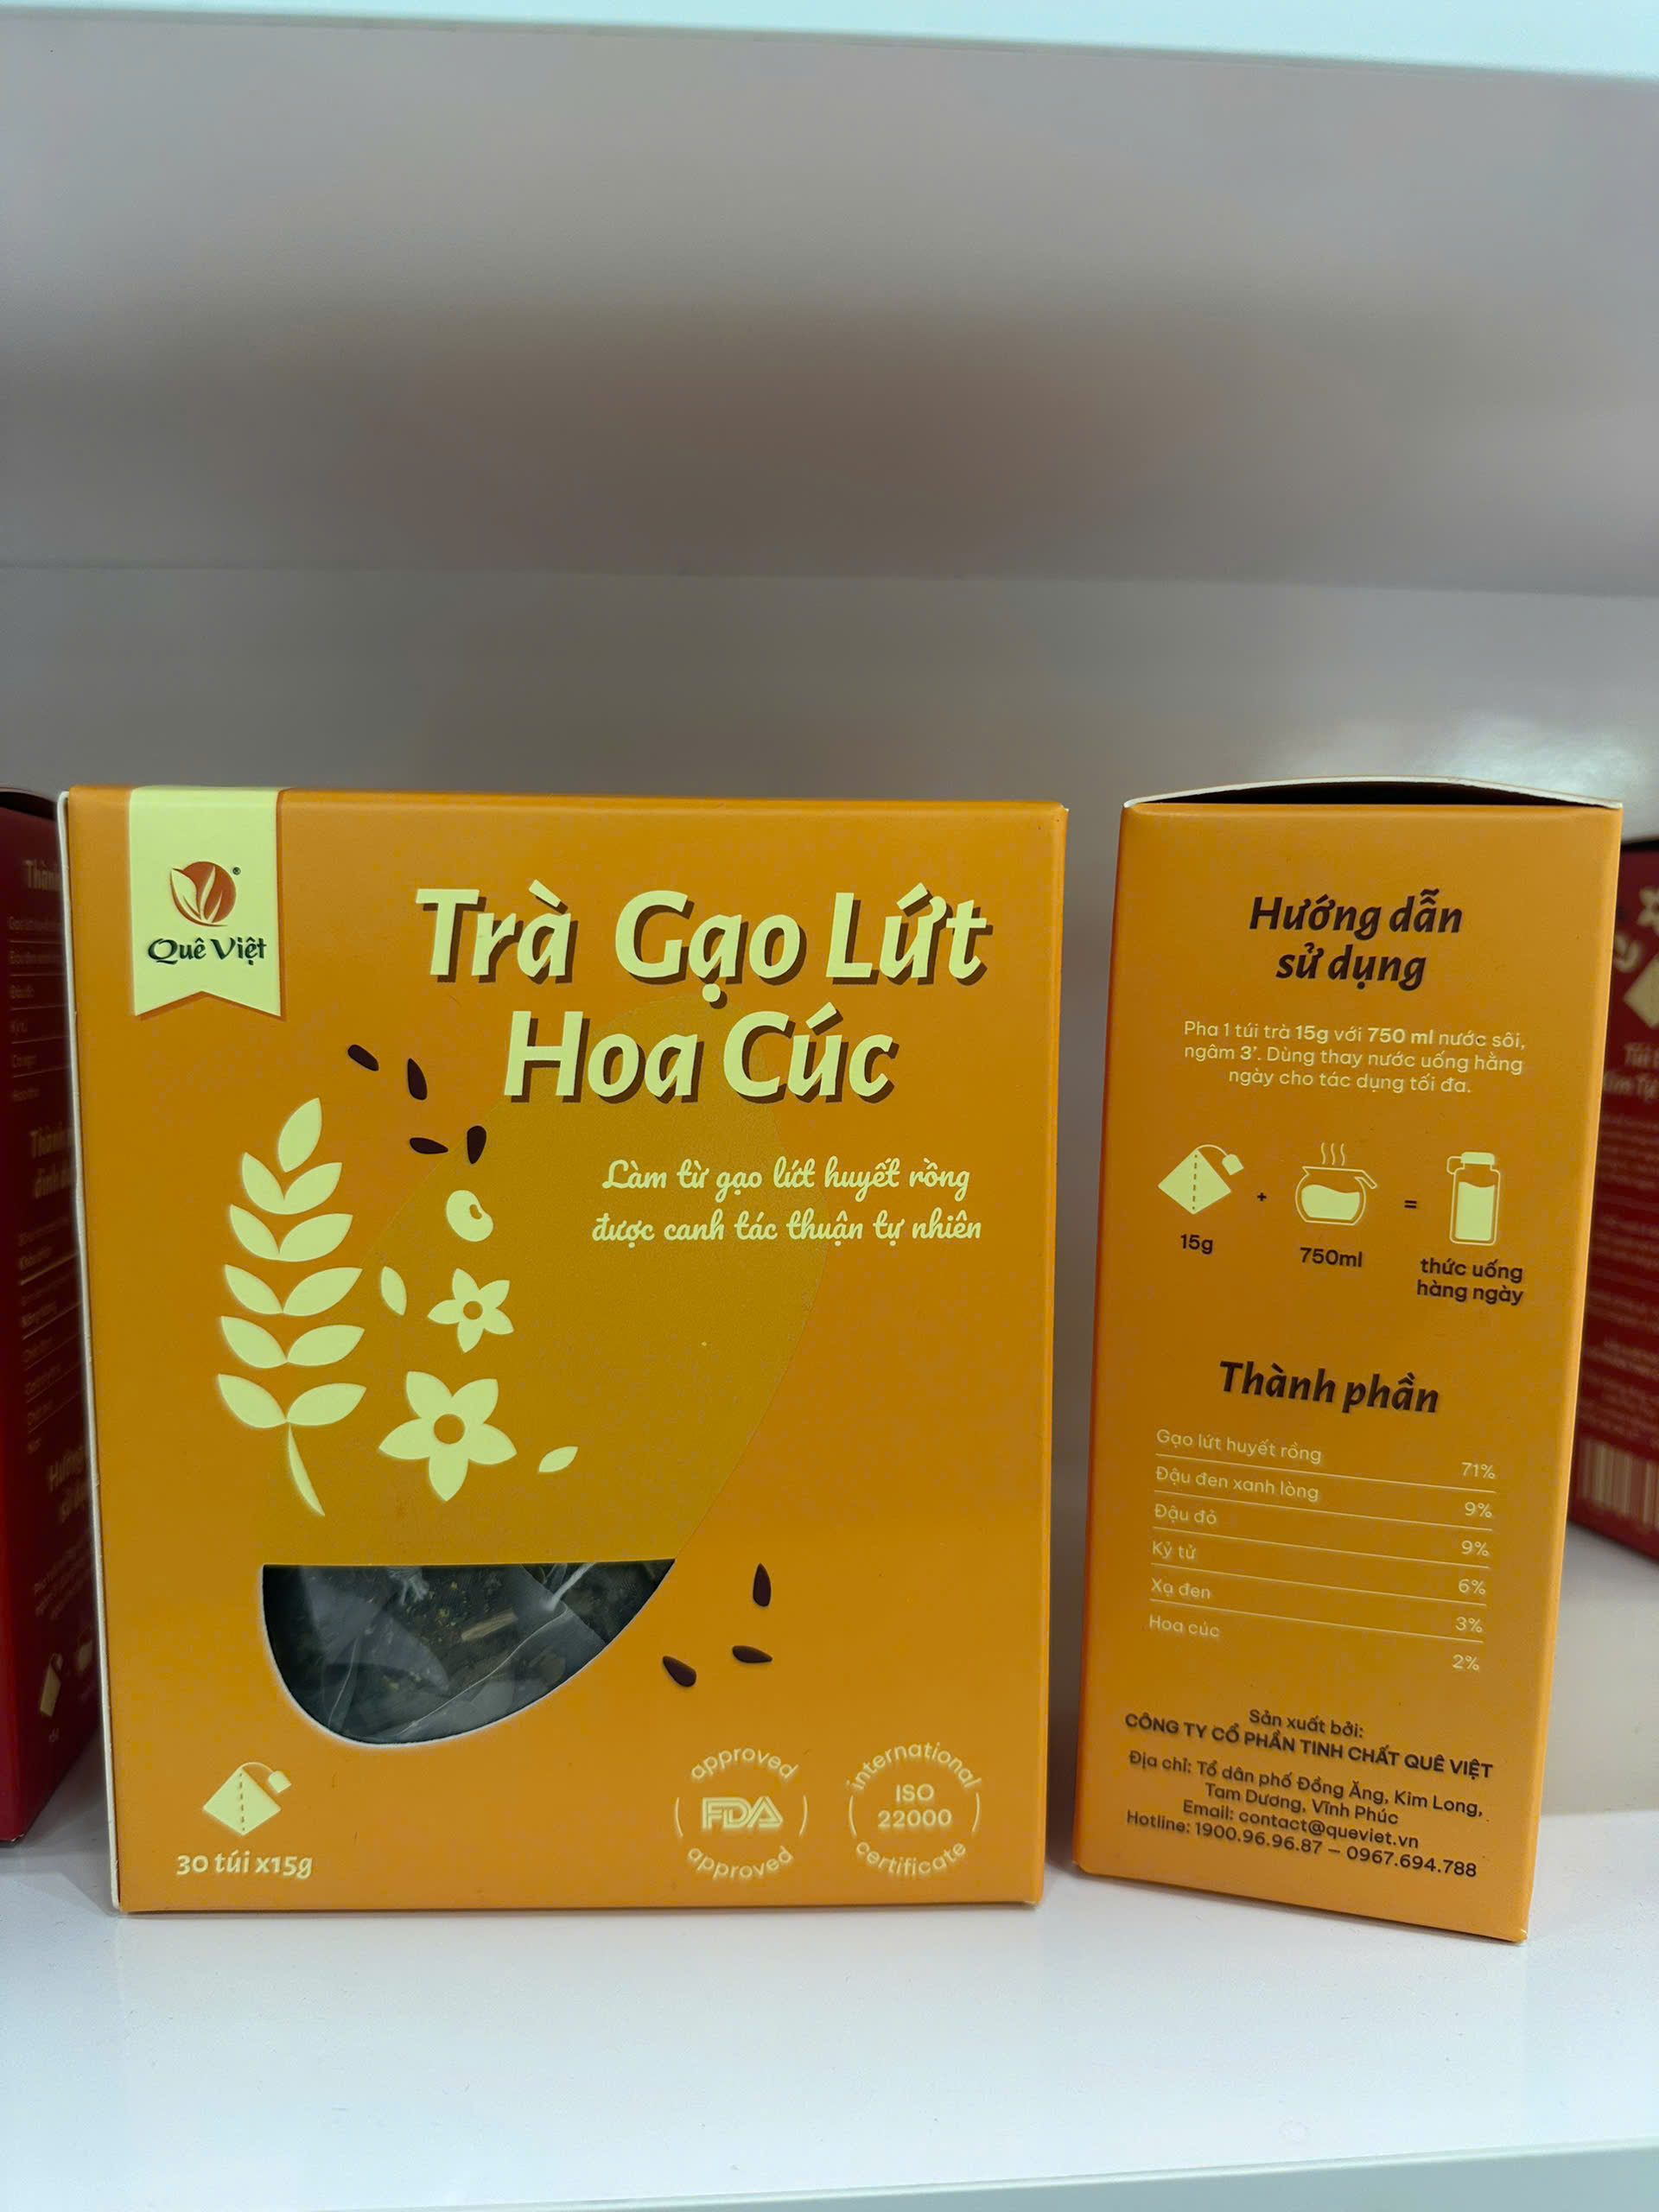 Quê Việt
Trà Gạo Lứt
Hoa Cúc
Làm từ gạo lứt huyết rồng
được canh tác thuận tự nhiên
30 túi x15g
approved
FDA
approved
international
ISO
22000
certificate
Hướng dẫn
sử dụng
Pha 1 túi trà 15g với 750 ml nước sôi,
ngâm 3'. Dùng thay nước uống hằng
ngày cho tác dụng tối đa.
+
=
15g
750ml
thức uống
hàng ngày
Thành phần
Gạo lứt huyết rồng 71%
Đậu đen xanh lòng 9%
Đậu đỏ 9%
Kỷ tử 6%
Xạ đen 3%
Hoa cúc 2%
Sản xuất bởi:
CÔNG TY CỔ PHẦN TINH CHẤT QUÊ VIỆT
Địa chỉ: Tổ dân phố Đồng Ăng, Kim Long,
Tam Dương, Vĩnh Phúc
Email: contact@queviet.vn
Hotline: 1900.96.96.87 – 0967.694.788